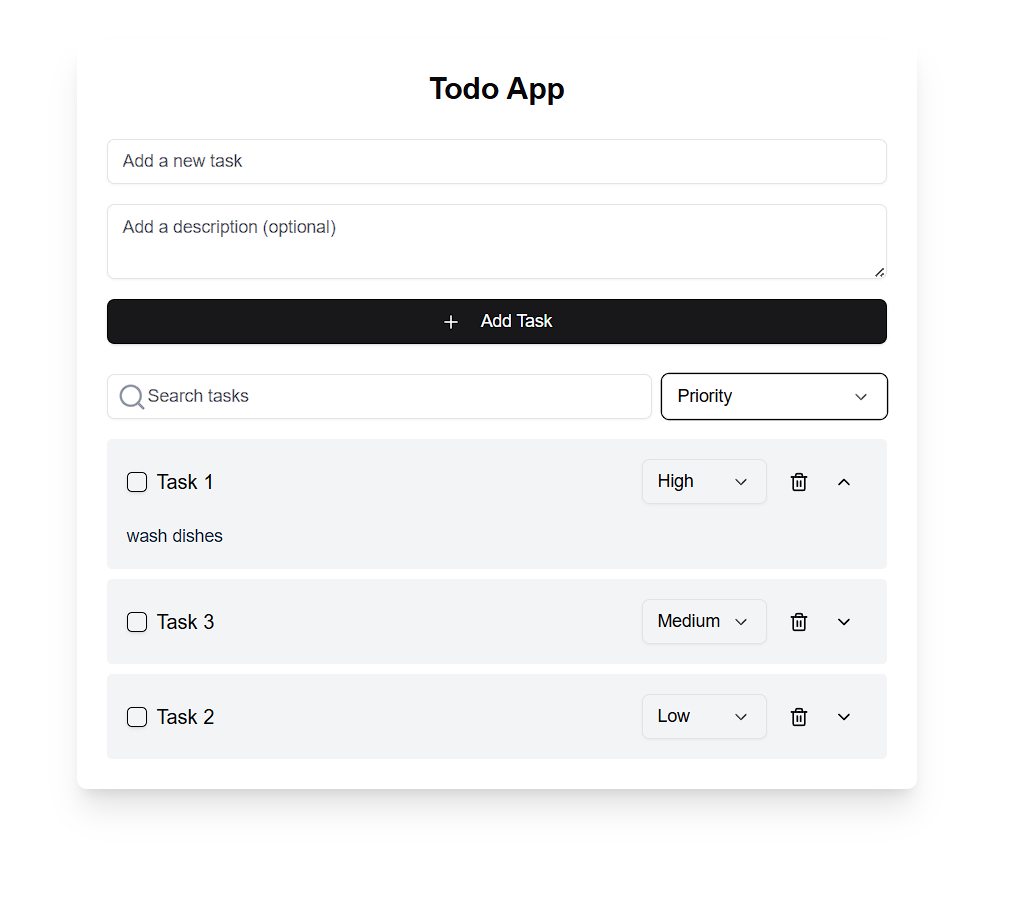 Todo App
Add a new task
Add a description (optional)
Add Task
Search tasks
Priority
Task 1
High
wash dishes
Task 3
Medium
Task 2
Low